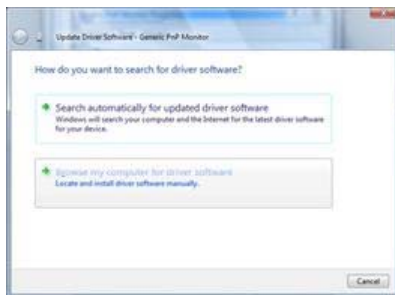 Update Driver Software - Generic PnP Monitor
How do you want to search for driver software?
Search automatically for updated driver software
Windows will search your computer and the Internet for the latest driver software
for your device.
Browse my computer for driver software
Locate and install driver software manually.
Cancel